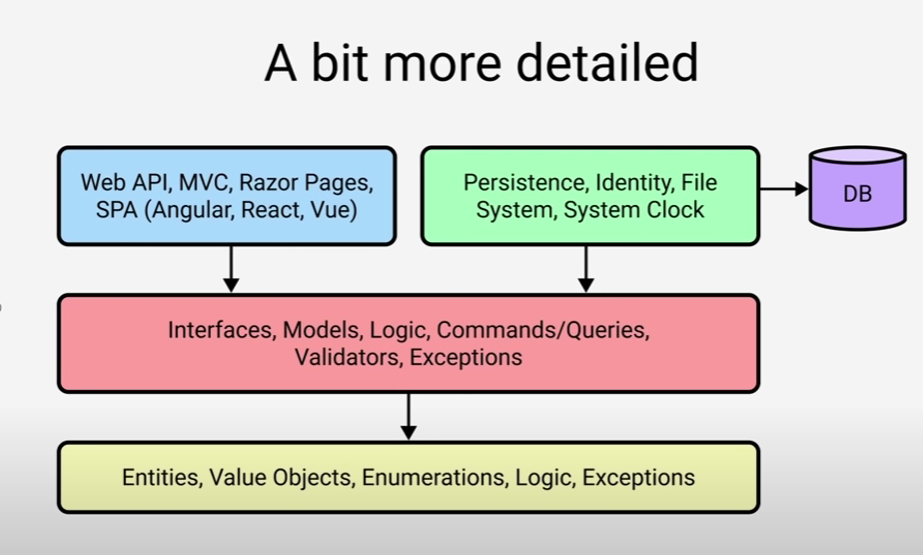 A bit more detailed
Web API, MVC, Razor Pages,
SPA (Angular, React, Vue)
Persistence, Identity, File
System, System Clock
DB
Interfaces, Models, Logic, Commands/Queries,
Validators, Exceptions
Entities, Value Objects, Enumerations, Logic, Exceptions